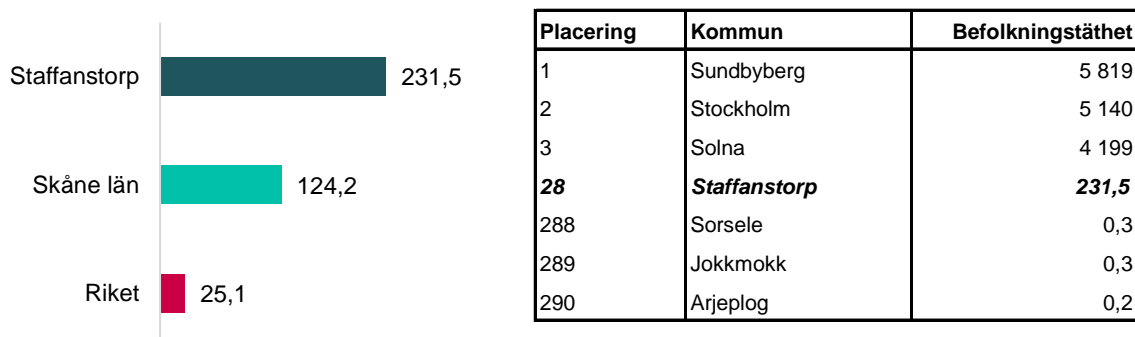 Staffanstorp 231,5
Skåne län 124,2
Riket 25,1
Placering Kommun Befolkningstäthet
1 Sundbyberg 5 819
2 Stockholm 5 140
3 Solna 4 199
28 Staffanstorp 231,5
288 Sorsele 0,3
289 Jokkmokk 0,3
290 Arjeplog 0,2